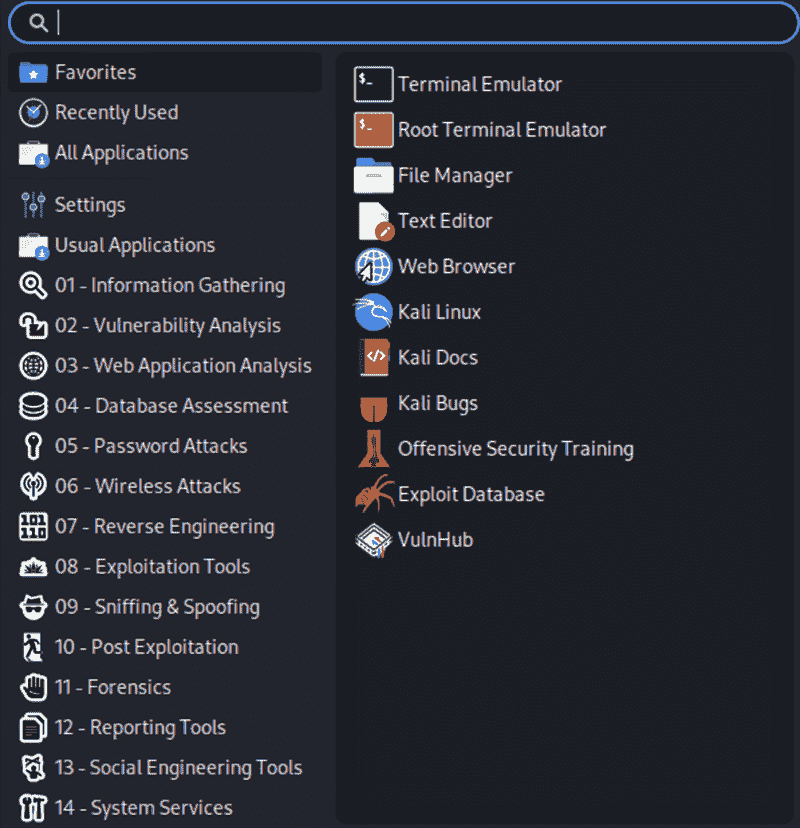 Favorites
Recently Used
All Applications
Settings
Usual Applications
01 - Information Gathering
02 - Vulnerability Analysis
03 - Web Application Analysis
04 - Database Assessment
05 - Password Attacks
06 - Wireless Attacks
07 - Reverse Engineering
08 - Exploitation Tools
09 - Sniffing & Spoofing
10 - Post Exploitation
11 - Forensics
12 - Reporting Tools
13 - Social Engineering Tools
14 - System Services
$_ Terminal Emulator
$_ Root Terminal Emulator
File Manager
Text Editor
Web Browser
Kali Linux
</> Kali Docs
Kali Bugs
Offensive Security Training
Exploit Database
VulnHub